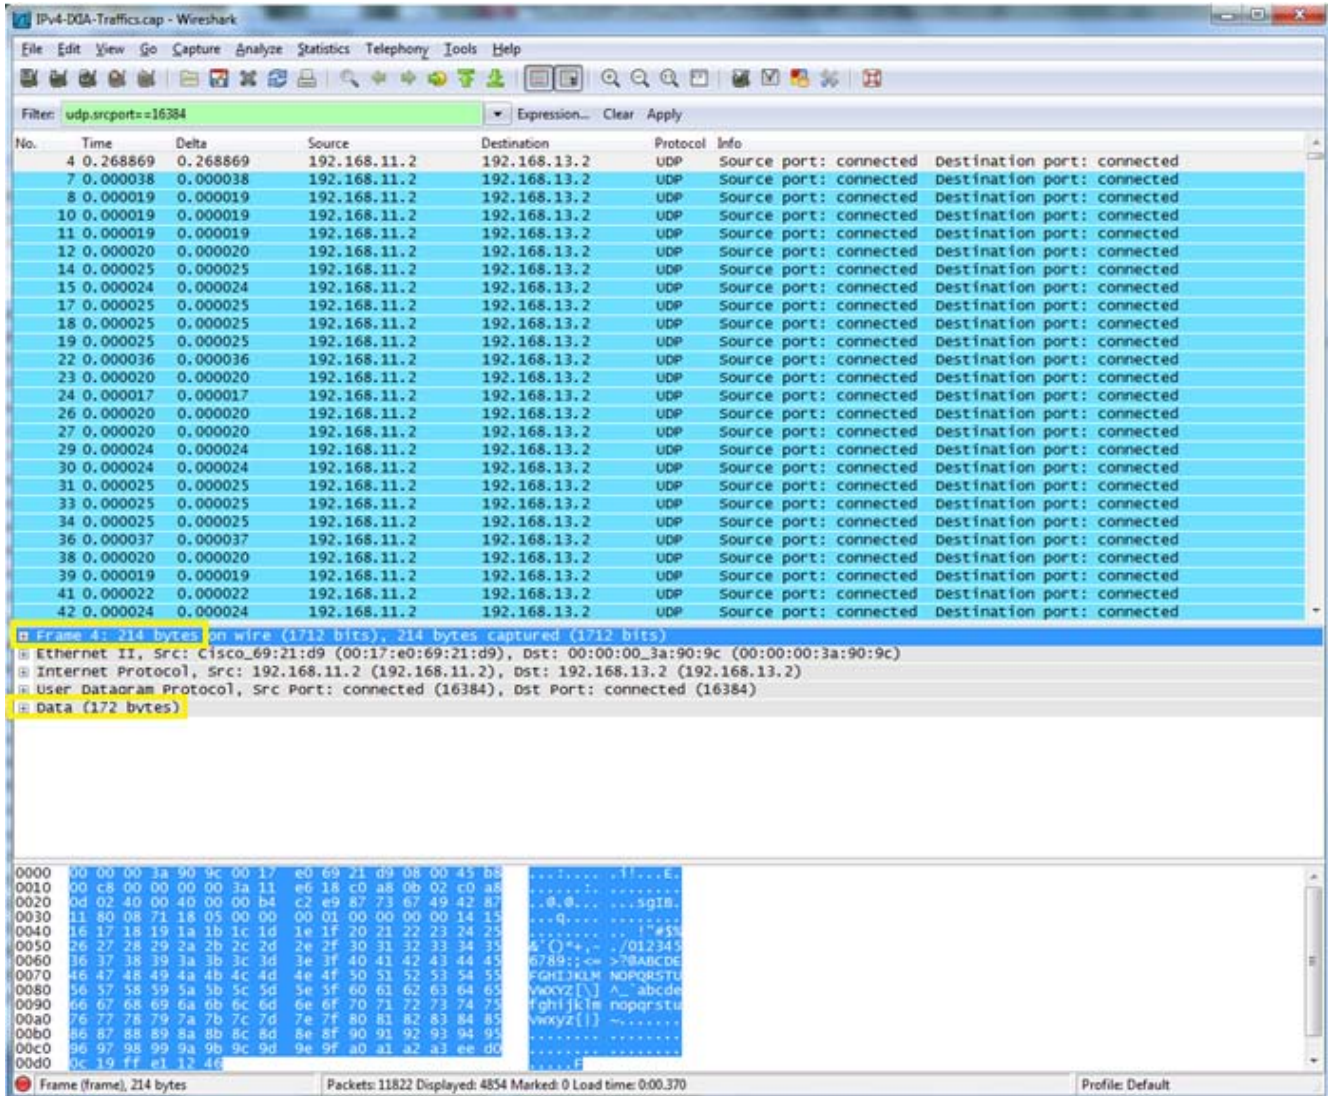 IPv4-IXIA-Traffics.cap - Wireshark
File Edit View Go Capture Analyze Statistics Telephony Tools Help
Filter: udp.srcport==16384 Expression... Clear Apply
No. Time Delta Source Destination Protocol Info
4 0.268869 0.268869 192.168.11.2 192.168.13.2 UDP Source port: connected Destination port: connected
7 0.000038 0.000038 192.168.11.2 192.168.13.2 UDP Source port: connected Destination port: connected
8 0.000019 0.000019 192.168.11.2 192.168.13.2 UDP Source port: connected Destination port: connected
10 0.000019 0.000019 192.168.11.2 192.168.13.2 UDP Source port: connected Destination port: connected
11 0.000019 0.000019 192.168.11.2 192.168.13.2 UDP Source port: connected Destination port: connected
12 0.000020 0.000020 192.168.11.2 192.168.13.2 UDP Source port: connected Destination port: connected
14 0.000025 0.000025 192.168.11.2 192.168.13.2 UDP Source port: connected Destination port: connected
15 0.000024 0.000024 192.168.11.2 192.168.13.2 UDP Source port: connected Destination port: connected
17 0.000025 0.000025 192.168.11.2 192.168.13.2 UDP Source port: connected Destination port: connected
18 0.000025 0.000025 192.168.11.2 192.168.13.2 UDP Source port: connected Destination port: connected
19 0.000025 0.000025 192.168.11.2 192.168.13.2 UDP Source port: connected Destination port: connected
22 0.000036 0.000036 192.168.11.2 192.168.13.2 UDP Source port: connected Destination port: connected
23 0.000020 0.000020 192.168.11.2 192.168.13.2 UDP Source port: connected Destination port: connected
24 0.000017 0.000017 192.168.11.2 192.168.13.2 UDP Source port: connected Destination port: connected
26 0.000020 0.000020 192.168.11.2 192.168.13.2 UDP Source port: connected Destination port: connected
27 0.000020 0.000020 192.168.11.2 192.168.13.2 UDP Source port: connected Destination port: connected
29 0.000024 0.000024 192.168.11.2 192.168.13.2 UDP Source port: connected Destination port: connected
30 0.000024 0.000024 192.168.11.2 192.168.13.2 UDP Source port: connected Destination port: connected
31 0.000025 0.000025 192.168.11.2 192.168.13.2 UDP Source port: connected Destination port: connected
33 0.000025 0.000025 192.168.11.2 192.168.13.2 UDP Source port: connected Destination port: connected
34 0.000025 0.000025 192.168.11.2 192.168.13.2 UDP Source port: connected Destination port: connected
36 0.000037 0.000037 192.168.11.2 192.168.13.2 UDP Source port: connected Destination port: connected
38 0.000020 0.000020 192.168.11.2 192.168.13.2 UDP Source port: connected Destination port: connected
39 0.000019 0.000019 192.168.11.2 192.168.13.2 UDP Source port: connected Destination port: connected
41 0.000022 0.000022 192.168.11.2 192.168.13.2 UDP Source port: connected Destination port: connected
42 0.000024 0.000024 192.168.11.2 192.168.13.2 UDP Source port: connected Destination port: connected
Frame 4: 214 bytes on wire (1712 bits), 214 bytes captured (1712 bits)
Ethernet II, Src: Cisco_69:21:d9 (00:17:e0:69:21:d9), Dst: 00:00:00_3a:90:9c (00:00:00:3a:90:9c)
Internet Protocol, Src: 192.168.11.2 (192.168.11.2), Dst: 192.168.13.2 (192.168.13.2)
User Datagram Protocol, Src Port: connected (16384), Dst Port: connected (16384)
Data (172 bytes)
0000 00 00 00 3a 90 9c 00 17 e0 69 21 d9 08 00 45 b8 ...:.... .i!...E.
0010 00 c8 00 00 00 00 3a 11 e6 18 c0 a8 0b 02 c0 a8 ......:. ........
0020 0d 02 40 00 40 00 00 b4 c2 e9 87 73 67 49 42 87 ..@.@... ...sgIB.
0030 11 80 08 71 18 05 00 00 00 01 00 00 00 00 14 15 ...q.... ........
0040 16 17 18 19 1a 1b 1c 1d 1e 1f 20 21 22 23 24 25 !"#$%
0050 26 27 28 29 2a 2b 2c 2d 2e 2f 30 31 32 33 34 35 &'()*+,- ./012345
0060 36 37 38 39 3a 3b 3c 3d 3e 3f 40 41 42 43 44 45 6789:;<= >?@ABCDE
0070 46 47 48 49 4a 4b 4c 4d 4e 4f 50 51 52 53 54 55 FGHIJKLM NOPQRSTU
0080 56 57 58 59 5a 5b 5c 5d 5e 5f 60 61 62 63 64 65 VWXYZ[\] ^_`abcde
0090 66 67 68 69 6a 6b 6c 6d 6e 6f 70 71 72 73 74 75 fghijklm nopqrstu
00a0 76 77 78 79 7a 7b 7c 7d 7e 7f 80 81 82 83 84 85 vwxyz{|} ~.......
00b0 86 87 88 89 8a 8b 8c 8d 8e 8f 90 91 92 93 94 95 ........ ........
00c0 96 97 98 99 9a 9b 9c 9d 9e 9f a0 a1 a2 a3 ee d0 ........ ........
00d0 0c 19 ff e1 12 46 .....F
Frame (frame), 214 bytes Packets: 11822 Displayed: 4854 Marked: 0 Load time: 0:00.370 Profile: Default